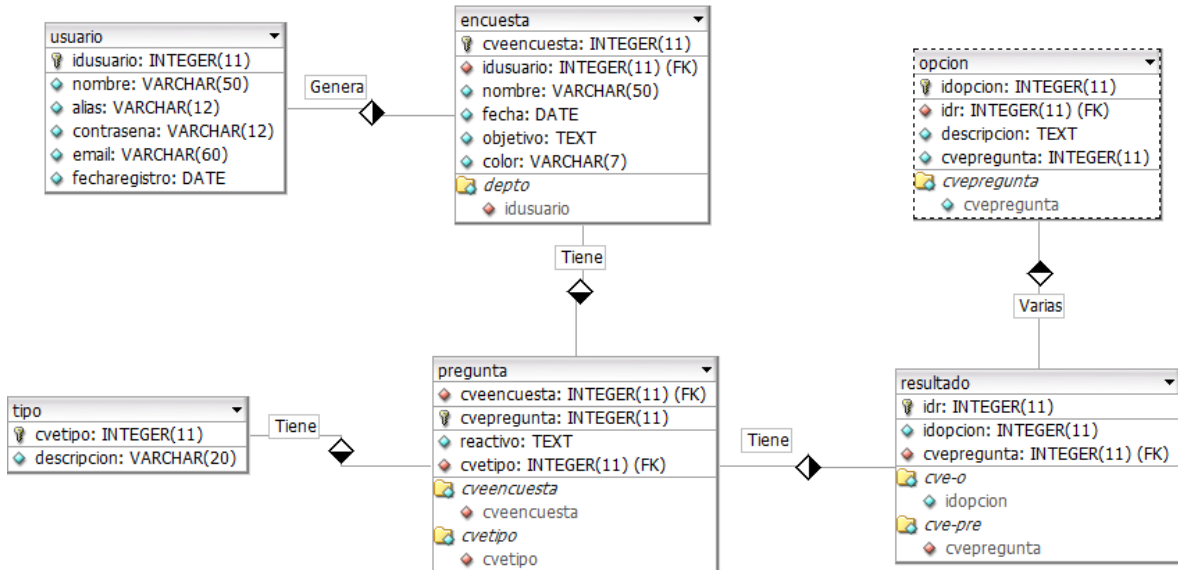 usuario
idusuario: INTEGER(11)
nombre: VARCHAR(50)
alias: VARCHAR(12)
contrasena: VARCHAR(12)
email: VARCHAR(60)
fecharegistro: DATE
Genera
encuesta
cveencuesta: INTEGER(11)
idusuario: INTEGER(11) (FK)
nombre: VARCHAR(50)
fecha: DATE
objetivo: TEXT
color: VARCHAR(7)
depto
idusuario
opcion
idopcion: INTEGER(11)
idr: INTEGER(11) (FK)
descripcion: TEXT
cvepregunta: INTEGER(11)
cvepregunta
cvepregunta
Tiene
Varias
tipo
cvetipo: INTEGER(11)
descripcion: VARCHAR(20)
Tiene
pregunta
cveencuesta: INTEGER(11) (FK)
cvepregunta: INTEGER(11)
reactivo: TEXT
cvetipo: INTEGER(11) (FK)
cveencuesta
cveencuesta
cvetipo
cvetipo
Tiene
resultado
idr: INTEGER(11)
idopcion: INTEGER(11)
cvepregunta: INTEGER(11) (FK)
cve-o
idopcion
cve-pre
cvepregunta